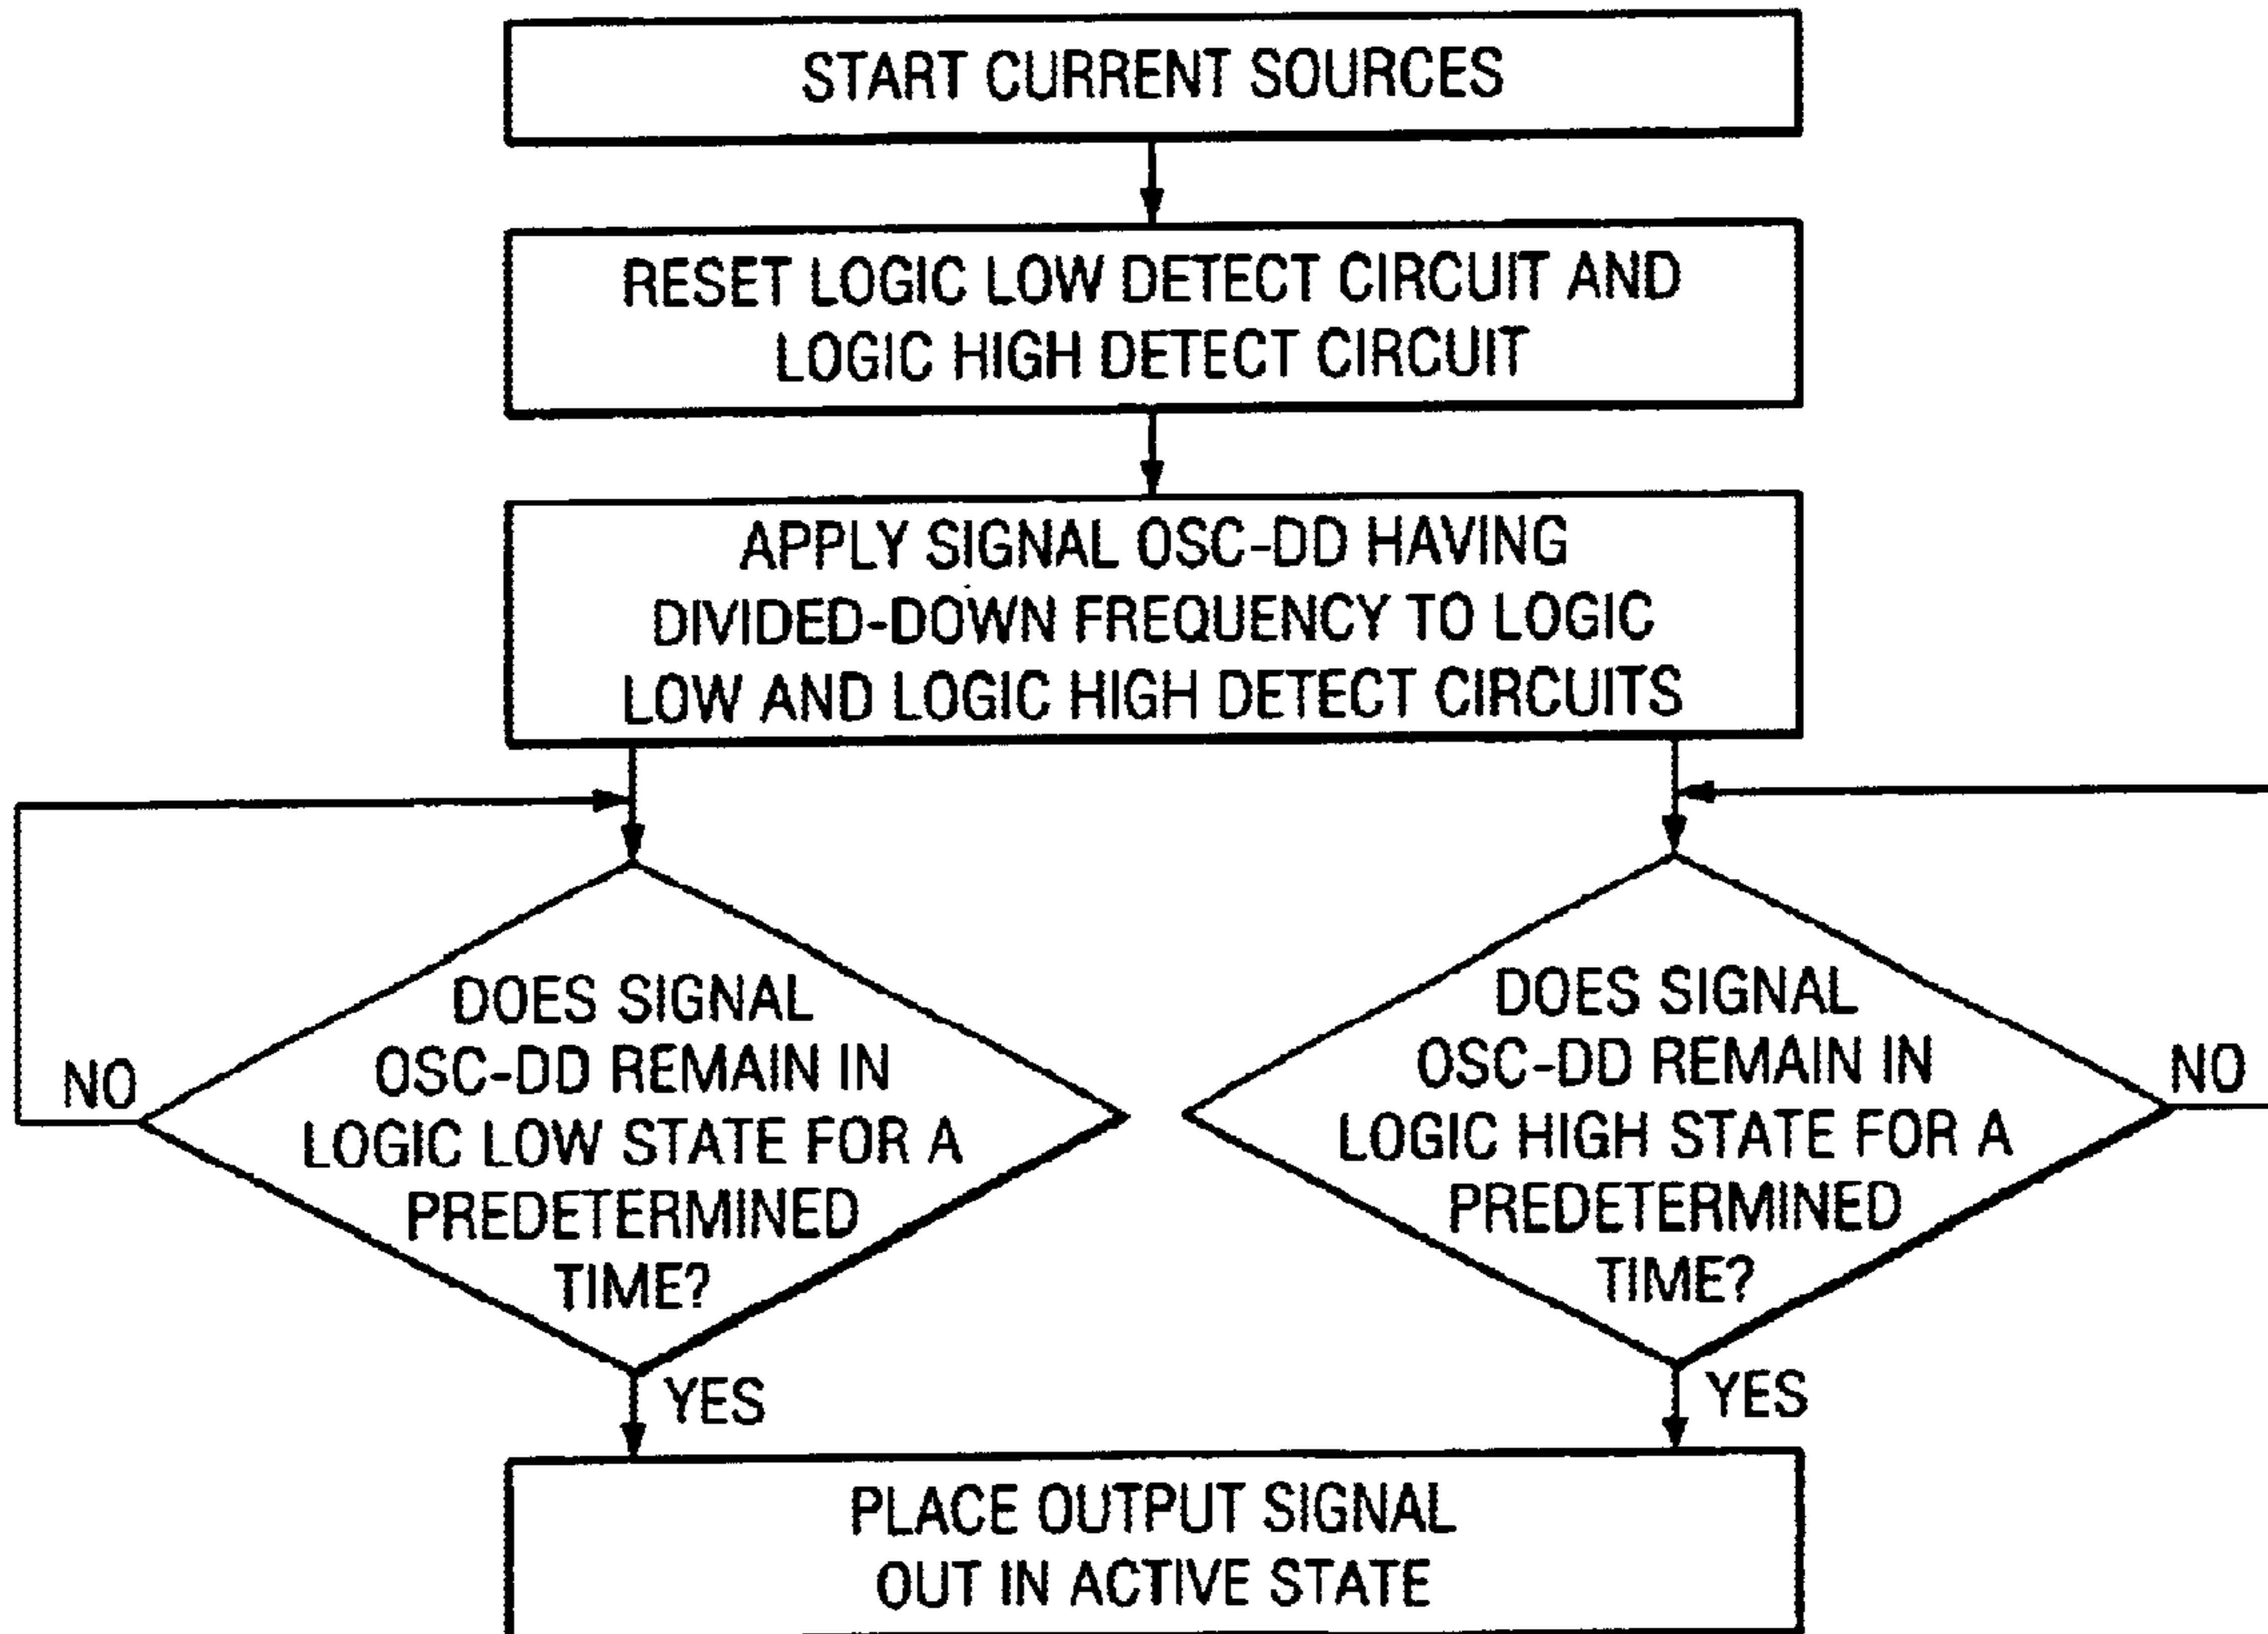 START CURRENT SOURCES
RESET LOGIC LOW DETECT CIRCUIT AND
LOGIC HIGH DETECT CIRCUIT
APPLY SIGNAL OSC-DD HAVING
DIVIDED-DOWN FREQUENCY TO LOGIC
LOW AND LOGIC HIGH DETECT CIRCUITS
DOES SIGNAL
OSC-DD REMAIN IN
LOGIC LOW STATE FOR A
PREDETERMINED
TIME?
NO
YES
DOES SIGNAL
OSC-DD REMAIN IN
LOGIC HIGH STATE FOR A
PREDETERMINED
TIME?
NO
YES
PLACE OUTPUT SIGNAL
OUT IN ACTIVE STATE